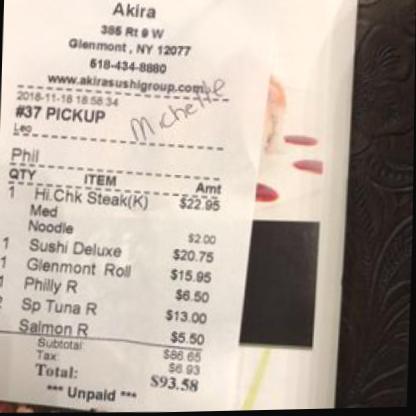 Akira
385 Rt 9 W
Glenmont , NY 12077
518-434-8880
www.akirasushigroup.com
Michelle
2018-11-16 18:58:34
#37 PICKUP
Leo
Phil
QTY ITEM Amt
1 Hi.Chk Steak(K) $22.95
Med
Noodle $2.00
1 Sushi Deluxe $20.75
1 Glenmont Roll $15.95
1 Philly R $6.50
2 Sp Tuna R $13.00
Salmon R $5.50
Subtotal: $86.65
Tax: $6.93
Total: $93.58
*** Unpaid ***